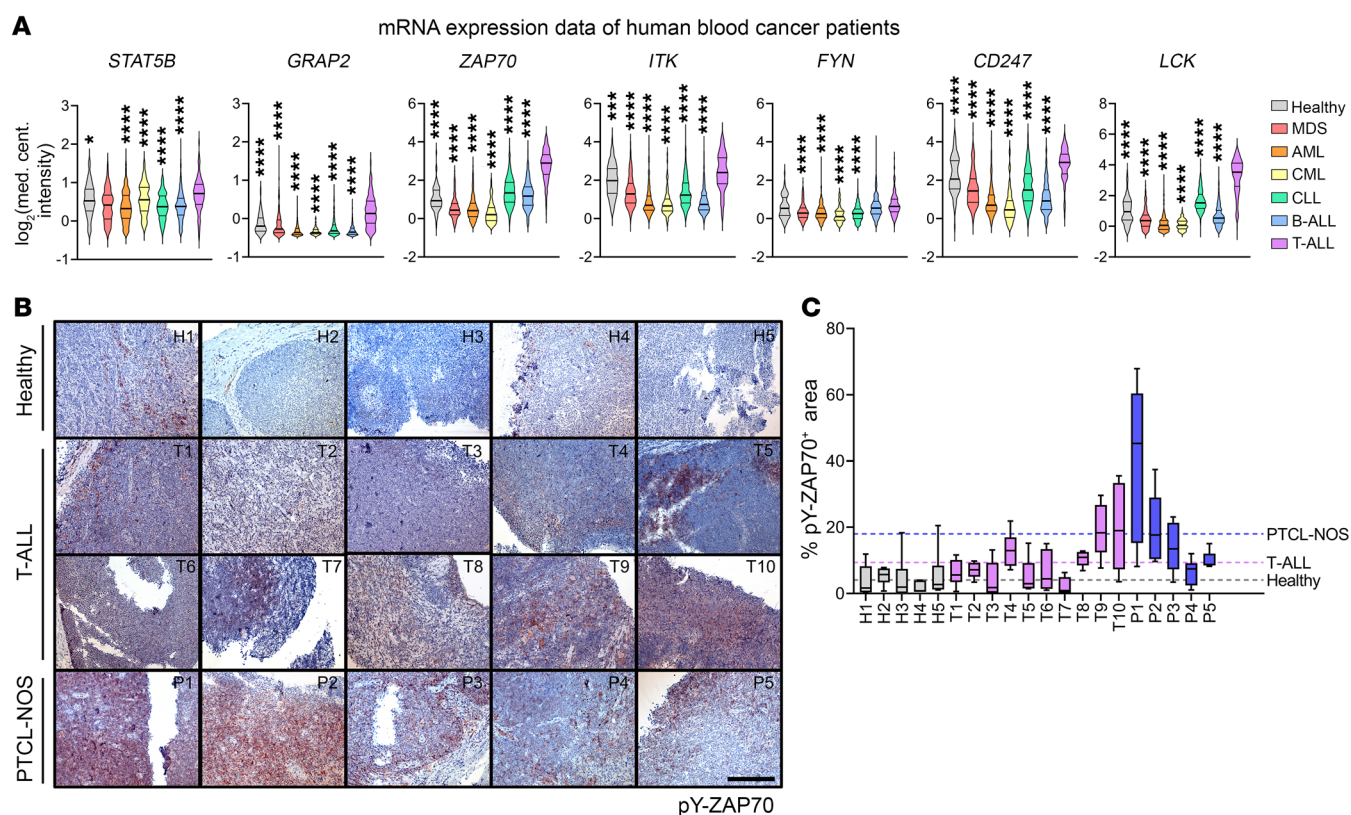 A
mRNA expression data of human blood cancer patients
STAT5B
GRAP2
ZAP70
ITK
FYN
CD247
LCK
log2(med. cent. intensity)
3
2
1
0
-1
* **** **** **** ****
3
2
1
0
-1
**** **** **** **** **** ****
6
4
2
0
-2
**** **** **** **** **** ****
6
4
2
0
-2
*** **** **** **** **** ****
6
4
2
0
-2
**** **** **** ****
6
4
2
0
-2
**** **** **** **** **** ****
8
6
4
2
0
-2
**** **** **** **** **** ****
Healthy
MDS
AML
CML
CLL
B-ALL
T-ALL
B
Healthy
H1 H2 H3 H4 H5
T-ALL
T1 T2 T3 T4 T5
T6 T7 T8 T9 T10
PTCL-NOS
P1 P2 P3 P4 P5
pY-ZAP70
C
% pY-ZAP70+ area
80
60
40
20
0
PTCL-NOS
T-ALL
Healthy
H1 H2 H3 H4 H5 T1 T2 T3 T4 T5 T6 T7 T8 T9 T10 P1 P2 P3 P4 P5